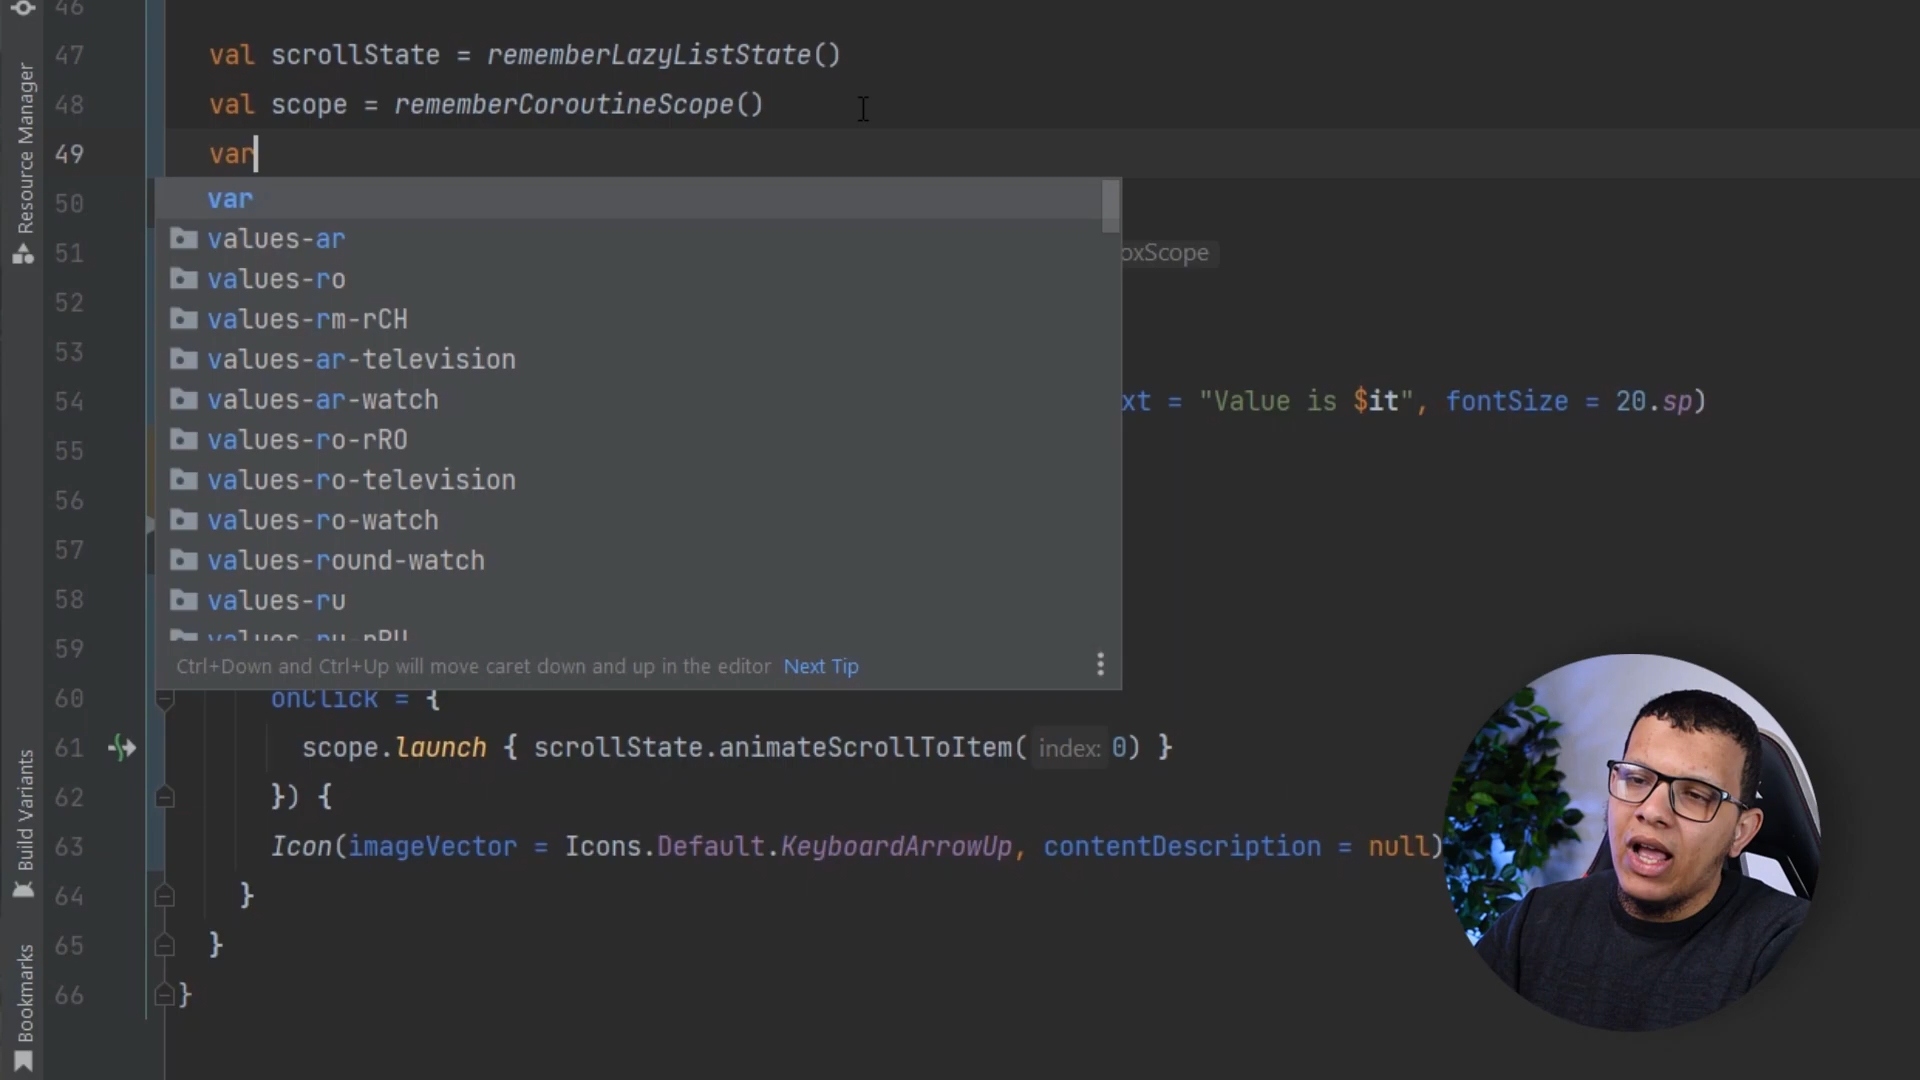 46
47 val scrollState = rememberLazyListState()
48 val scope = rememberCoroutineScope()
49 var
var
50
values-ar
51 oxScope
values-ro
52
values-rm-rCH
53
values-ar-television
54 xt = "Value is $it", fontSize = 20.sp)
values-ar-watch
values-ro-rRO
55
values-ro-television
56
values-ro-watch
57
values-round-watch
58
values-ru
values-ru-rRU
59
Ctrl+Down and Ctrl+Up will move caret down and up in the editor Next Tip
60 onClick = {
61 scope.launch { scrollState.animateScrollToItem( index: 0) }
62 }) {
63 Icon(imageVector = Icons.Default.KeyboardArrowUp, contentDescription = null)
64 }
65 }
66 }
Resource Manager
Build Variants
Bookmarks